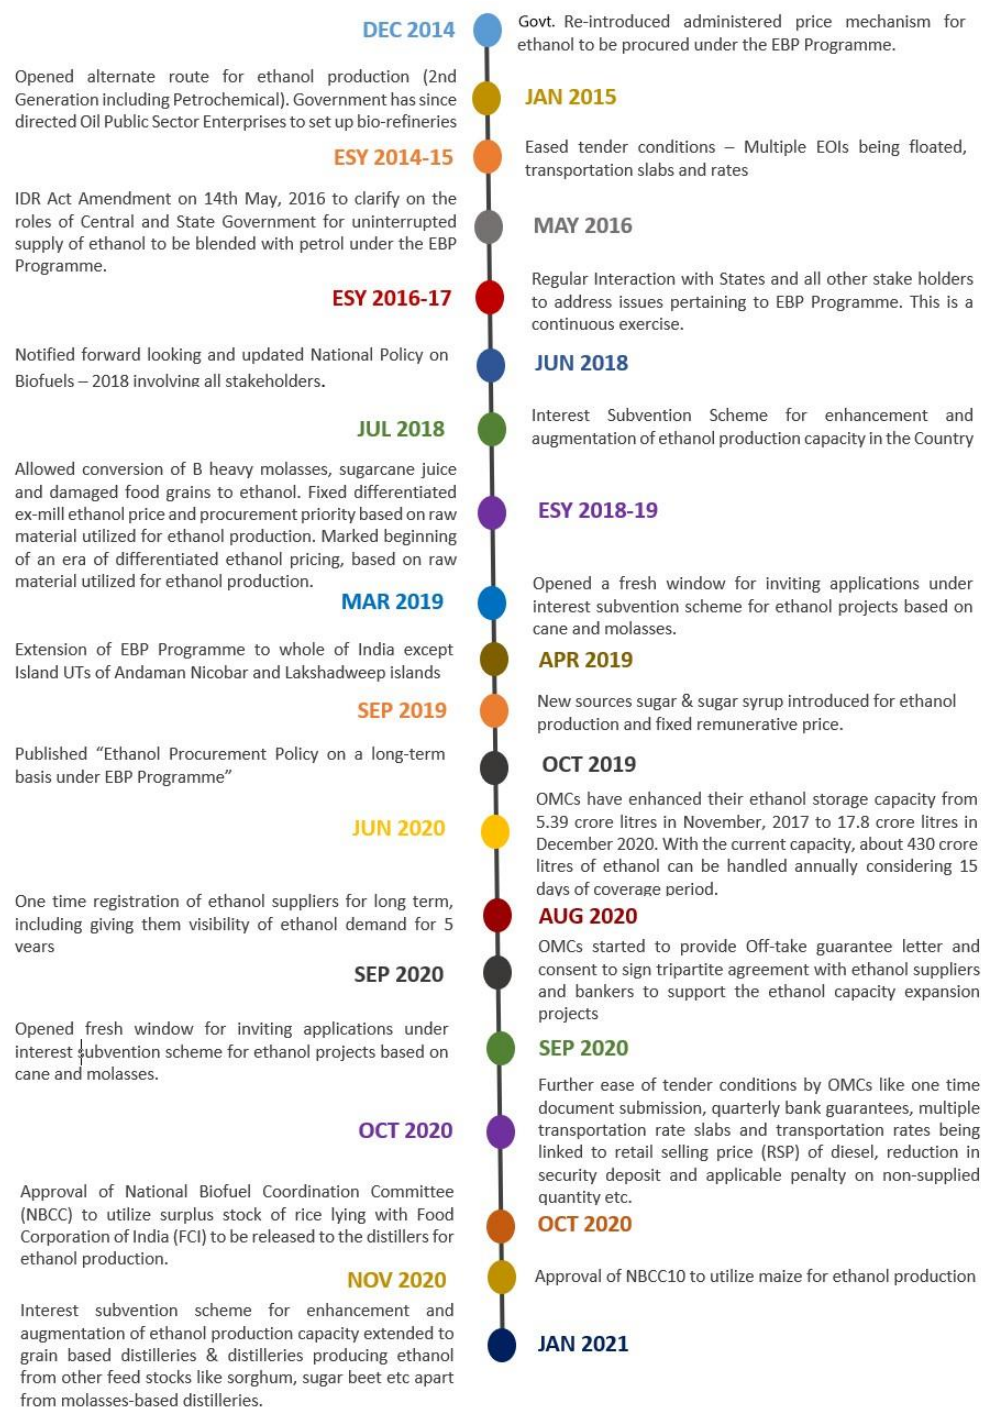 DEC 2014
Govt. Re-introduced administered price mechanism for
ethanol to be procured under the EBP Programme.
Opened alternate route for ethanol production (2nd
Generation including Petrochemical). Government has since
directed Oil Public Sector Enterprises to set up bio-refineries
JAN 2015
ESY 2014-15
Eased tender conditions – Multiple EOIs being floated,
transportation slabs and rates
IDR Act Amendment on 14th May, 2016 to clarify on the
roles of Central and State Government for uninterrupted
supply of ethanol to be blended with petrol under the EBP
Programme.
MAY 2016
ESY 2016-17
Regular Interaction with States and all other stake holders
to address issues pertaining to EBP Programme. This is a
continuous exercise.
Notified forward looking and updated National Policy on
Biofuels – 2018 involving all stakeholders.
JUN 2018
JUL 2018
Interest Subvention Scheme for enhancement and
augmentation of ethanol production capacity in the Country
Allowed conversion of B heavy molasses, sugarcane juice
and damaged food grains to ethanol. Fixed differentiated
ex-mill ethanol price and procurement priority based on raw
material utilized for ethanol production. Marked beginning
of an era of differentiated ethanol pricing, based on raw
material utilized for ethanol production.
ESY 2018-19
MAR 2019
Opened a fresh window for inviting applications under
interest subvention scheme for ethanol projects based on
cane and molasses.
Extension of EBP Programme to whole of India except
Island UTs of Andaman Nicobar and Lakshadweep islands
APR 2019
SEP 2019
New sources sugar & sugar syrup introduced for ethanol
production and fixed remunerative price.
Published “Ethanol Procurement Policy on a long-term
basis under EBP Programme”
OCT 2019
JUN 2020
OMCs have enhanced their ethanol storage capacity from
5.39 crore litres in November, 2017 to 17.8 crore litres in
December 2020. With the current capacity, about 430 crore
litres of ethanol can be handled annually considering 15
days of coverage period.
One time registration of ethanol suppliers for long term,
including giving them visibility of ethanol demand for 5
years
AUG 2020
SEP 2020
OMCs started to provide Off-take guarantee letter and
consent to sign tripartite agreement with ethanol suppliers
and bankers to support the ethanol capacity expansion
projects
Opened fresh window for inviting applications under
interest subvention scheme for ethanol projects based on
cane and molasses.
SEP 2020
OCT 2020
Further ease of tender conditions by OMCs like one time
document submission, quarterly bank guarantees, multiple
transportation rate slabs and transportation rates being
linked to retail selling price (RSP) of diesel, reduction in
security deposit and applicable penalty on non-supplied
quantity etc.
Approval of National Biofuel Coordination Committee
(NBCC) to utilize surplus stock of rice lying with Food
Corporation of India (FCI) to be released to the distillers for
ethanol production.
OCT 2020
NOV 2020
Approval of NBCC10 to utilize maize for ethanol production
Interest subvention scheme for enhancement and
augmentation of ethanol production capacity extended to
grain based distilleries & distilleries producing ethanol
from other feed stocks like sorghum, sugar beet etc apart
from molasses-based distilleries.
JAN 2021